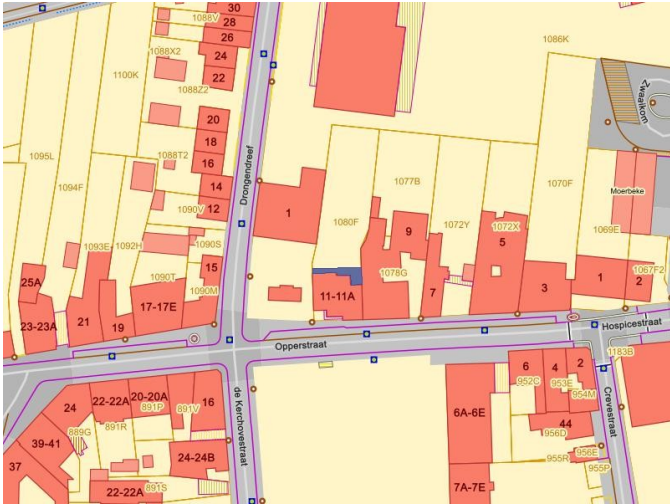 30
1088V
28
26
1086K
1088X2
24
1100K
22
1088Z2
Zwaaikom
20
18
1095L
1088T2
16
1077B
1070F
Drongendreef
1094F
14
Moerbeke
12
1090V
1
1080F
9
1072Y
1072X
1069E
1093E
1092H
1090S
5
15
1078G
1067F2
25A
1090T
1090M
11-11A
7
3
1
2
17-17E
23-23A
21
19
Hospicestraat
Opperstraat
1183B
6
4
2
952C
953E
954M
24
22-22A
20-20A
891P
891V
16
de Kerchovestraat
6A-6E
Crevestraat
889G
891R
44
39-41
956D
37
24-24B
955R
956E
955P
22-22A
891S
7A-7E